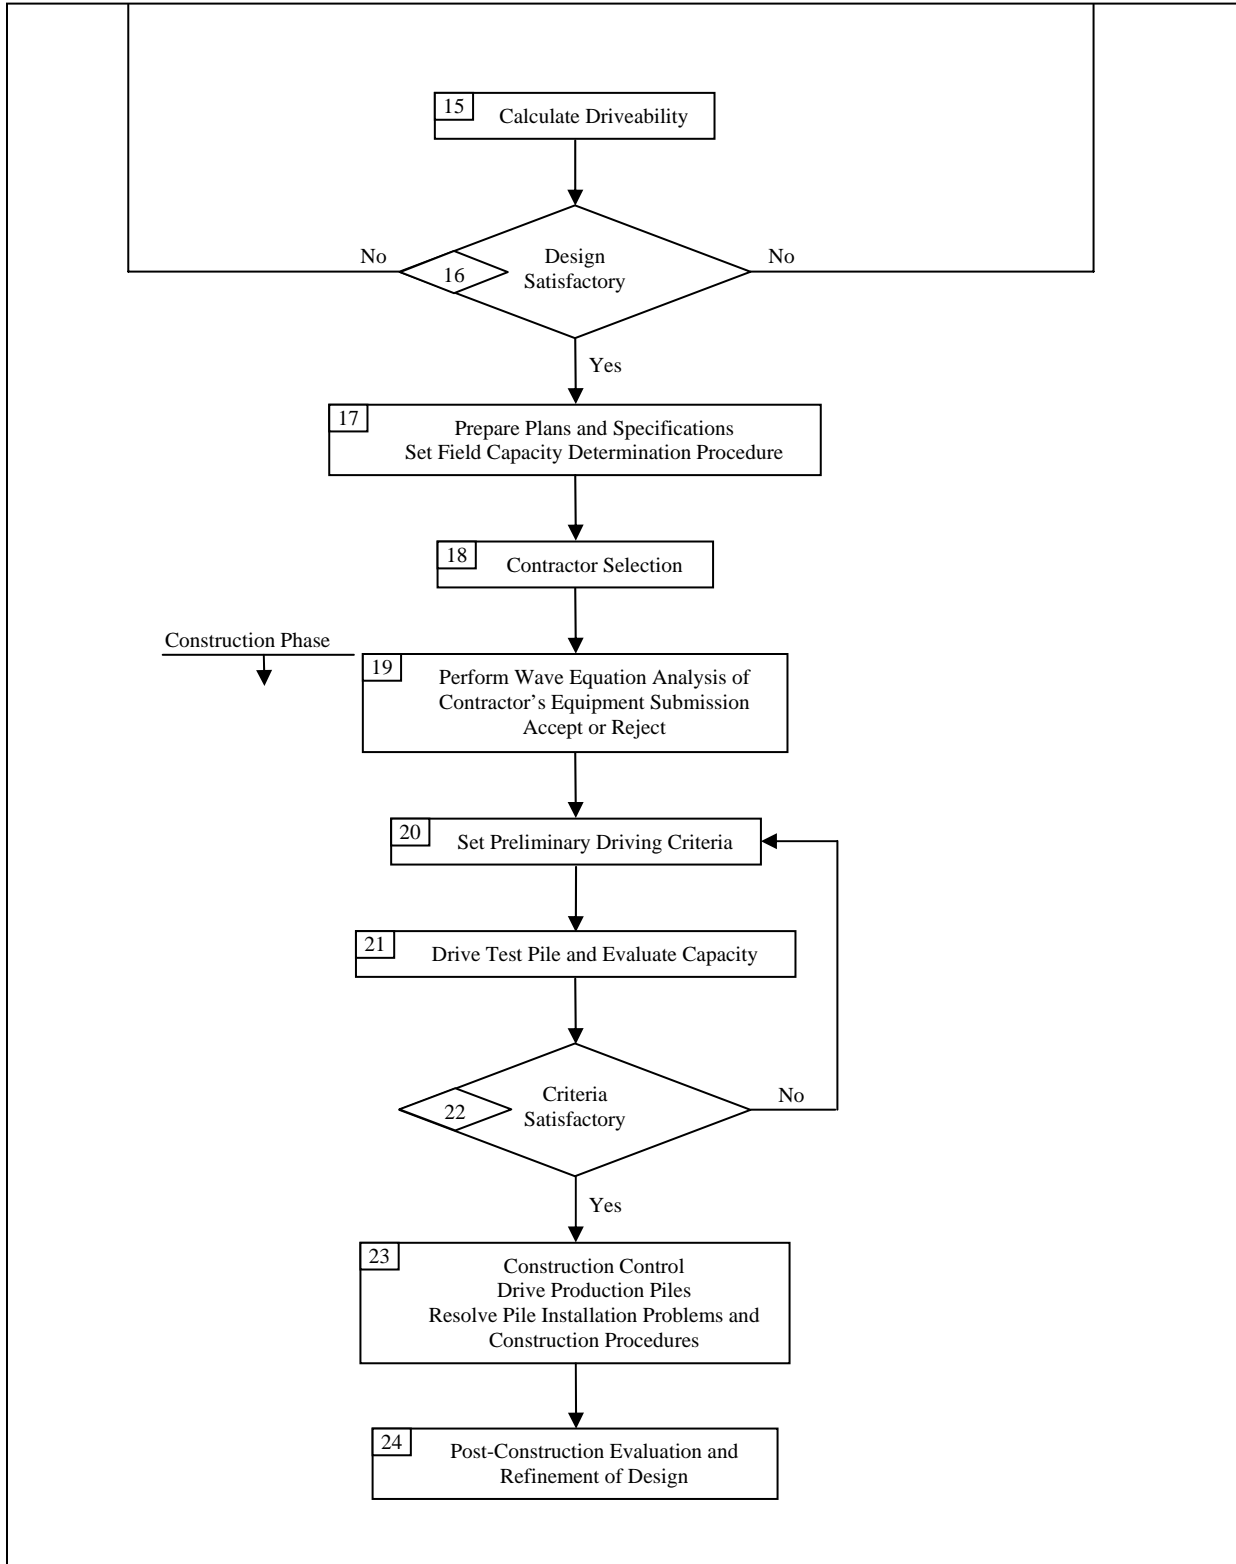 15
Calculate Driveability
No
16
Design
Satisfactory
No
Yes
17
Prepare Plans and Specifications
Set Field Capacity Determination Procedure
18
Contractor Selection
Construction Phase
19
Perform Wave Equation Analysis of
Contractor’s Equipment Submission
Accept or Reject
20
Set Preliminary Driving Criteria
21
Drive Test Pile and Evaluate Capacity
22
Criteria
Satisfactory
No
Yes
23
Construction Control
Drive Production Piles
Resolve Pile Installation Problems and
Construction Procedures
24
Post-Construction Evaluation and
Refinement of Design